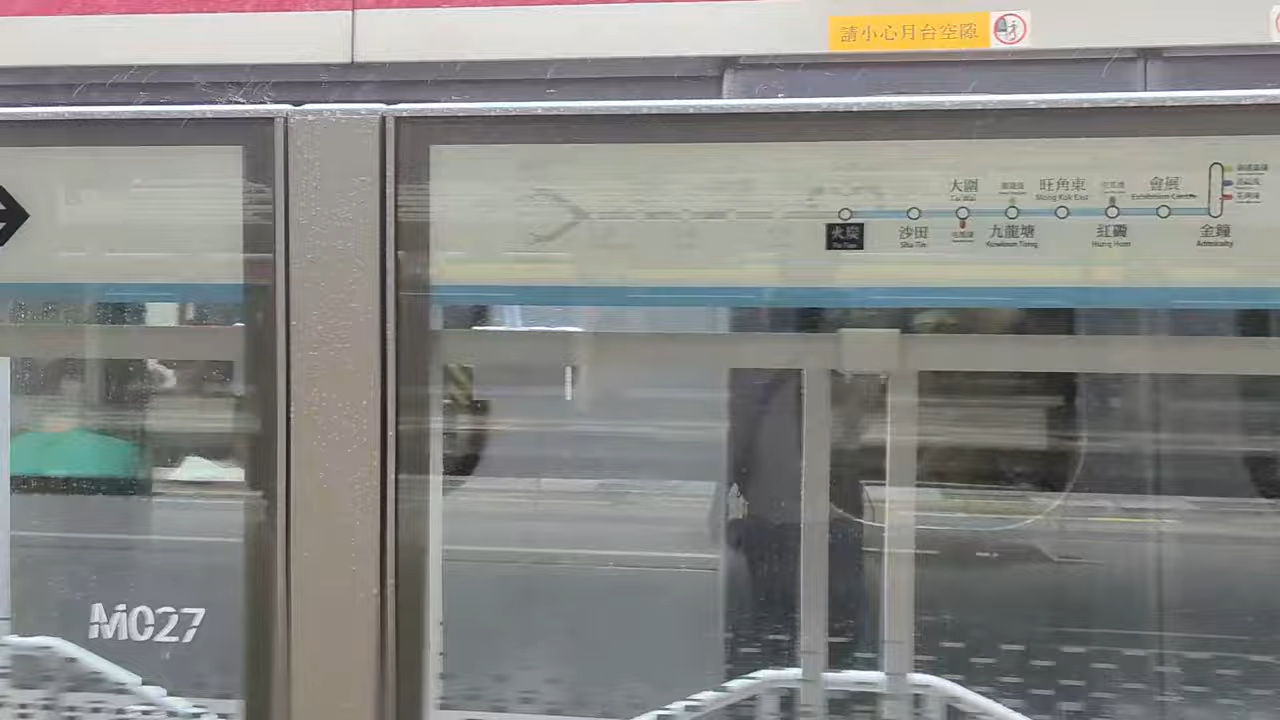 請小心月台空隙
大圍
Tai Wai
旺角東
Mong Kok East
會展
Exhibition Centre
火炭
Fo Tan
沙田
Sha Tin
九龍塘
Kowloon Tong
紅磡
Hung Hom
金鐘
Admiralty
M027